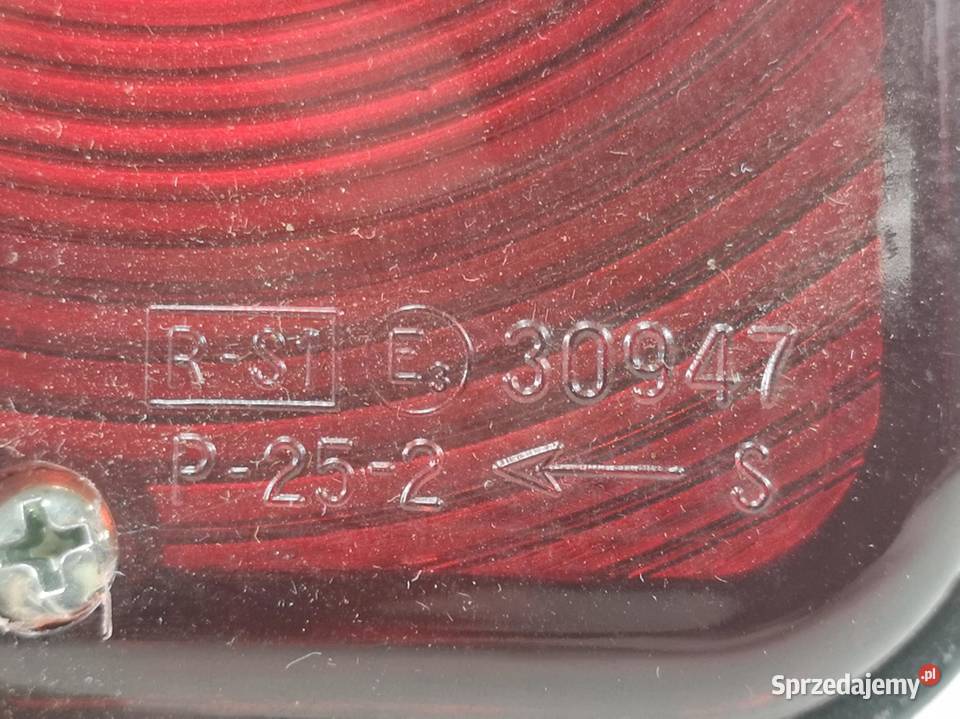 R-S1 E3 30947
P-25-2 ← S
Sprzedajemy.pl